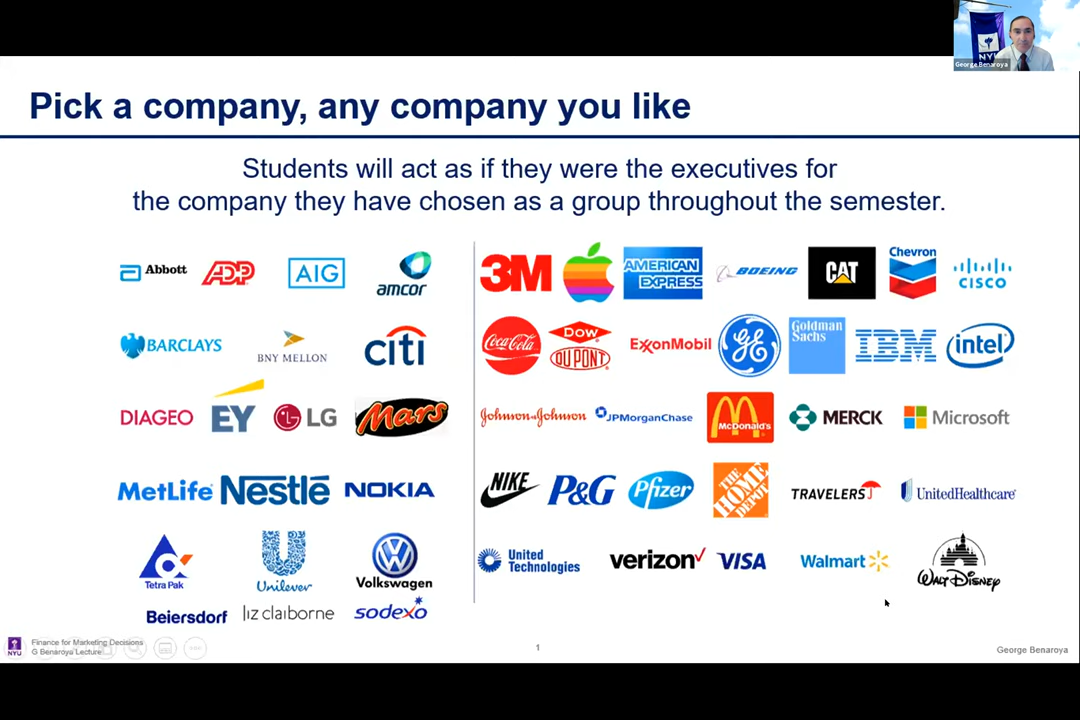 NYU
George Benaroya
Pick a company, any company you like
Students will act as if they were the executives for
the company they have chosen as a group throughout the semester.
Abbott
ADP
AIG
amcor
3M
AMERICAN
EXPRESS
BOEING
CAT
Chevron
CISCO
BARCLAYS
BNY MELLON
citi
Coca-Cola
DOW
DU PONT
ExxonMobil
GE
Goldman
Sachs
IBM
intel
DIAGEO
EY
LG
Mars
Johnson & Johnson
JPMorganChase
McDonald's
MERCK
Microsoft
MetLife
Nestlē
NOKIA
NIKE
P&G
Pfizer
THE
HOME
DEPOT
TRAVELERS
UnitedHealthcare
Tetra Pak
Unilever
Volkswagen
United
Technologies
verizon
VISA
Walmart
WALT DISNEY
Beiersdorf
liz claiborne
sodexo
NYU
Finance for Marketing Decisions
G Benaroya Lecture
1
George Benaroya